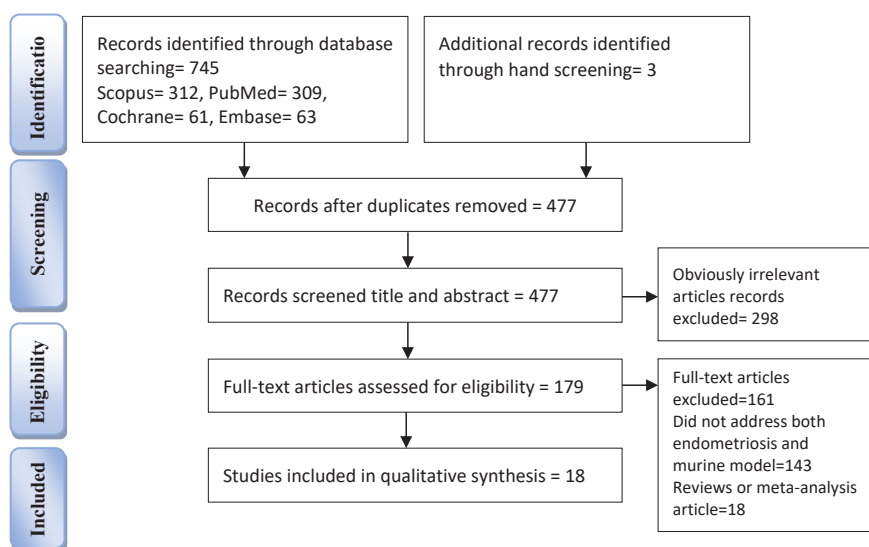 Identificatio
Records identified through database
searching= 745
Scopus= 312, PubMed= 309,
Cochrane= 61, Embase= 63
Additional records identified
through hand screening= 3
Screening
Records after duplicates removed = 477
Records screened title and abstract = 477
Obviously irrelevant
articles records
excluded= 298
Eligibility
Full-text articles assessed for eligibility = 179
Full-text articles
excluded=161
Did not address both
endometriosis and
murine model=143
Reviews or meta-analysis
article=18
Included
Studies included in qualitative synthesis = 18